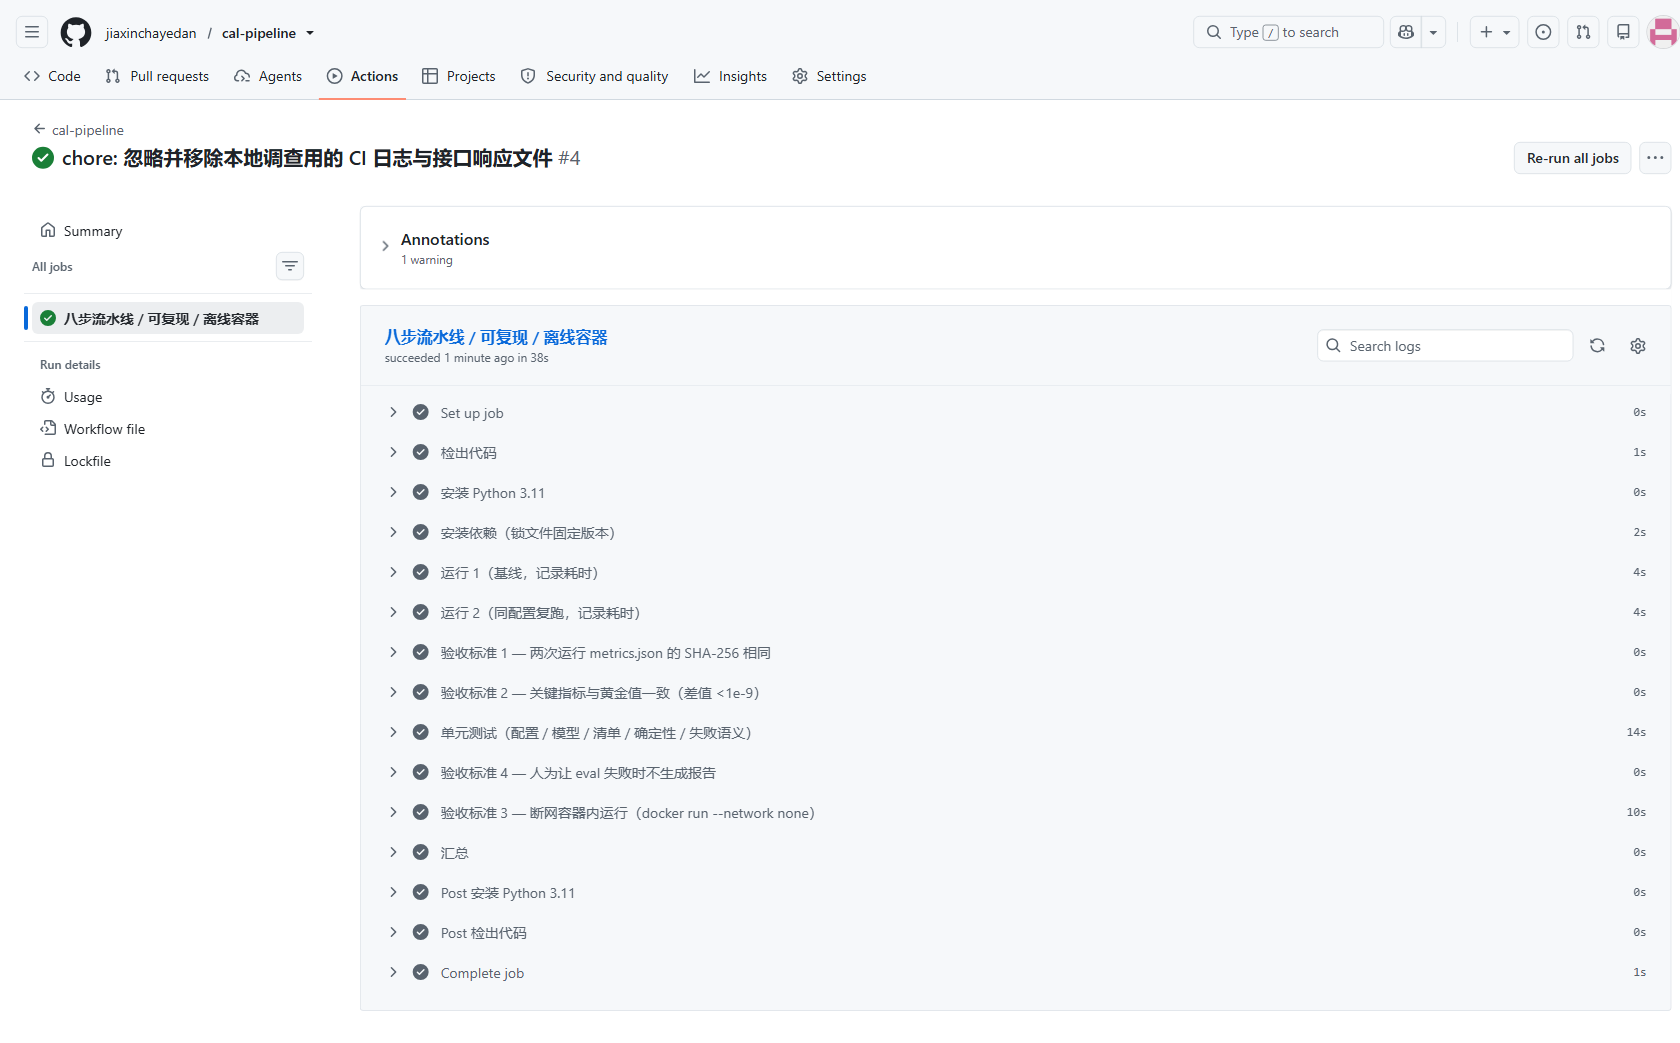 jiaxinchayedan / cal-pipeline
Type / to search
Code
Pull requests
Agents
Actions
Projects
Security and quality
Insights
Settings
cal-pipeline
chore: 忽略并移除本地调查用的 CI 日志与接口响应文件 #4
Re-run all jobs
Summary
All jobs
八步流水线 / 可复现 / 离线容器
Run details
Usage
Workflow file
Lockfile
Annotations
1 warning
八步流水线 / 可复现 / 离线容器
succeeded 1 minute ago in 38s
Search logs
Set up job 0s
检出代码 1s
安装 Python 3.11 0s
安装依赖（锁文件固定版本） 2s
运行 1（基线，记录耗时） 4s
运行 2（同配置复跑，记录耗时） 4s
验收标准 1 — 两次运行 metrics.json 的 SHA-256 相同 0s
验收标准 2 — 关键指标与黄金值一致（差值 <1e-9） 0s
单元测试（配置 / 模型 / 清单 / 确定性 / 失败语义） 14s
验收标准 4 — 人为让 eval 失败时不生成报告 0s
验收标准 3 — 断网容器内运行（docker run --network none） 10s
汇总 0s
Post 安装 Python 3.11 0s
Post 检出代码 0s
Complete job 1s